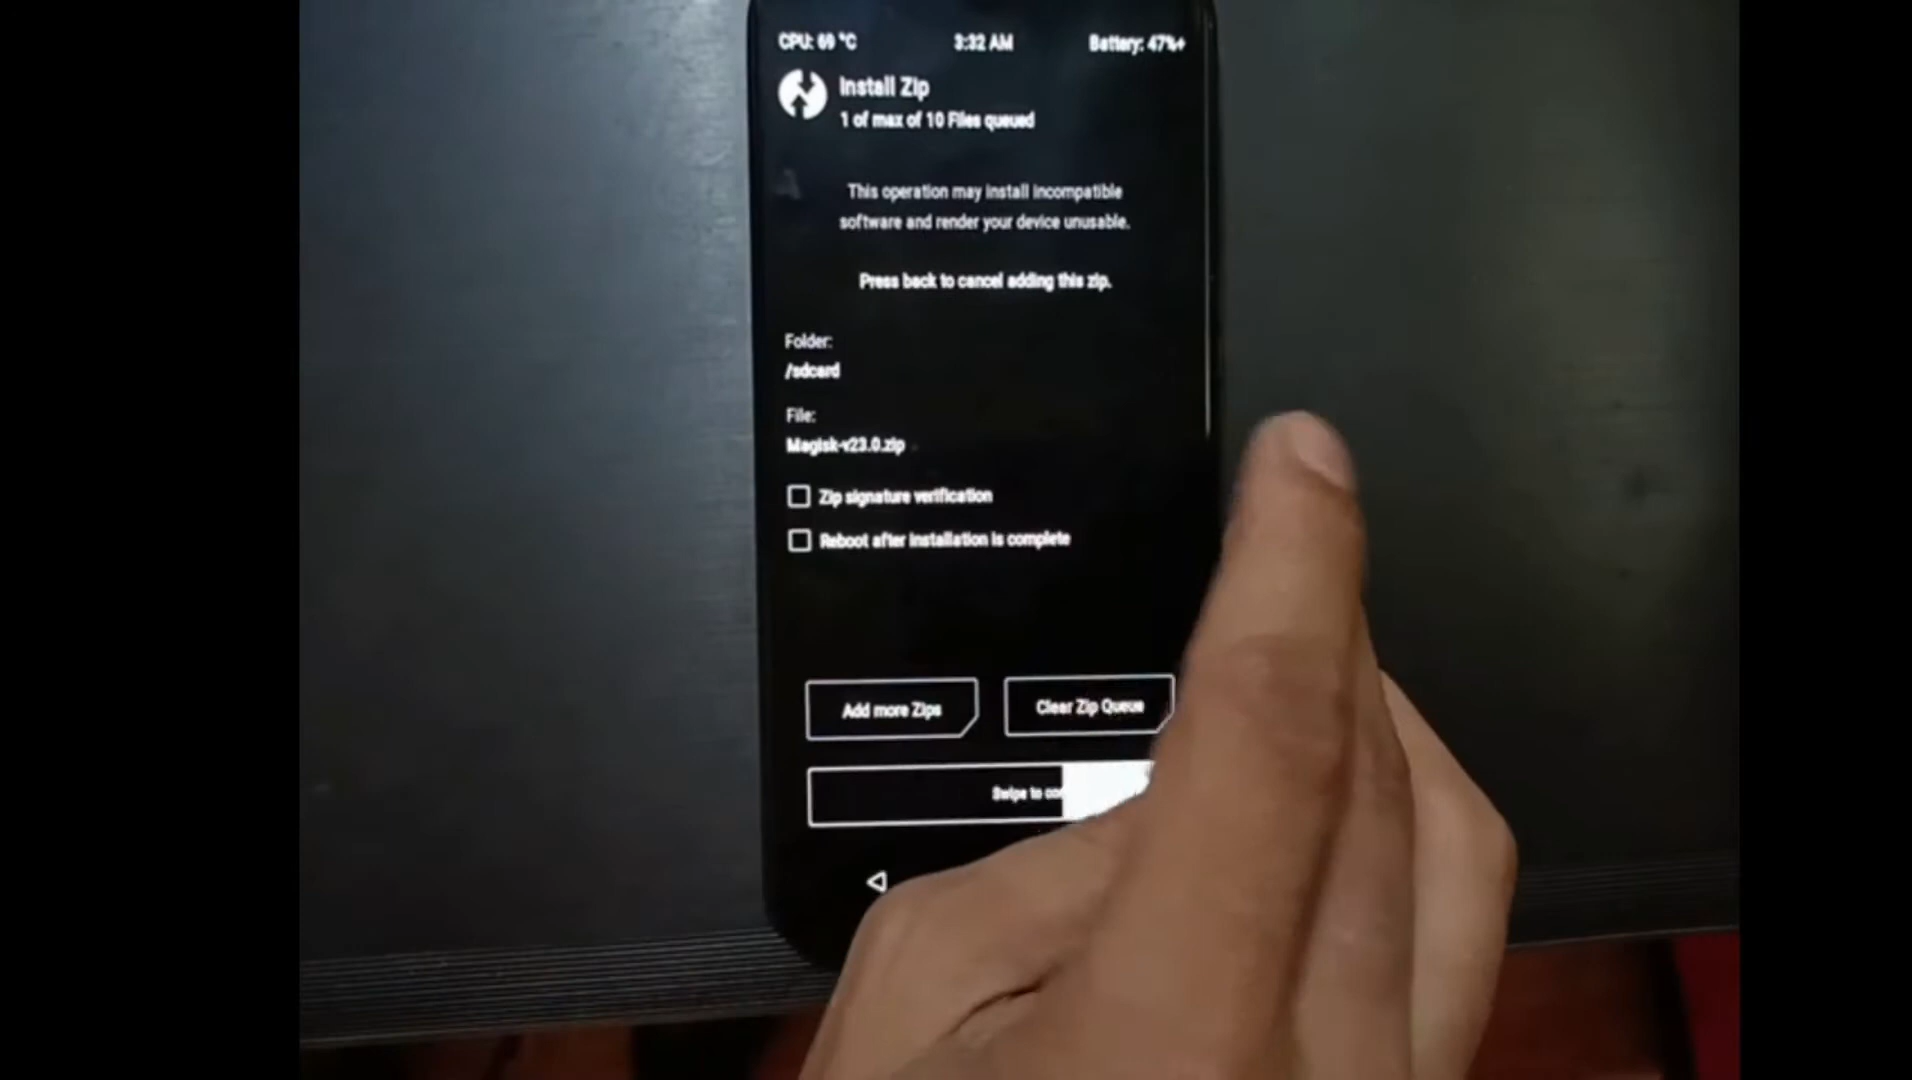 CPU: 69 °C
3:32 AM
Battery: 47%+
Install Zip
1 of max of 10 Files queued
This operation may install incompatible
software and render your device unusable.
Press back to cancel adding this zip.
Folder:
/sdcard
File:
Magisk-v23.0.zip
Zip signature verification
Reboot after installation is complete
Add more Zips
Clear Zip Queue
Swipe to